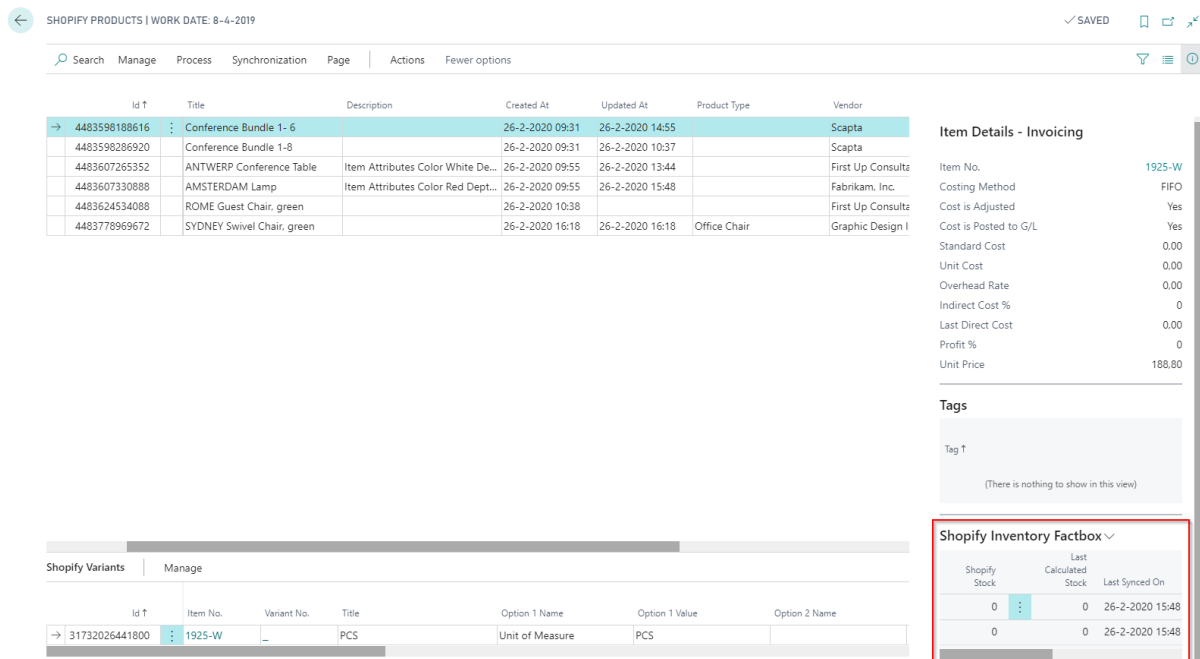 SHOPIFY PRODUCTS | WORK DATE: 8-4-2019 SAVED
Search Manage Process Synchronization Page Actions Fewer options
Id ↑ Title Description Created At Updated At Product Type Vendor
4483598188616 Conference Bundle 1- 6 26-2-2020 09:31 26-2-2020 14:55 Scapta
4483598286920 Conference Bundle 1-8 26-2-2020 09:31 26-2-2020 10:37 Scapta
4483607265352 ANTWERP Conference Table Item Attributes Color White De... 26-2-2020 09:55 26-2-2020 13:44 First Up Consulta
4483607330888 AMSTERDAM Lamp Item Attributes Color Red Dept... 26-2-2020 09:55 26-2-2020 15:48 Fabrikam, Inc.
4483624534088 ROME Guest Chair, green 26-2-2020 10:38 First Up Consulta
4483778969672 SYDNEY Swivel Chair, green 26-2-2020 16:18 26-2-2020 16:18 Office Chair Graphic Design I
Item Details - Invoicing
Item No. 1925-W
Costing Method FIFO
Cost is Adjusted Yes
Cost is Posted to G/L Yes
Standard Cost 0,00
Unit Cost 0,00
Overhead Rate 0,00
Indirect Cost % 0
Last Direct Cost 0,00
Profit % 0
Unit Price 188,80
Tags
Tag ↑
(There is nothing to show in this view)
Shopify Inventory Factbox
Shopify Stock Last Calculated Stock Last Synced On
0 0 26-2-2020 15:48
0 0 26-2-2020 15:48
Shopify Variants Manage
Id ↑ Item No. Variant No. Title Option 1 Name Option 1 Value Option 2 Name
31732026441800 1925-W _ PCS Unit of Measure PCS